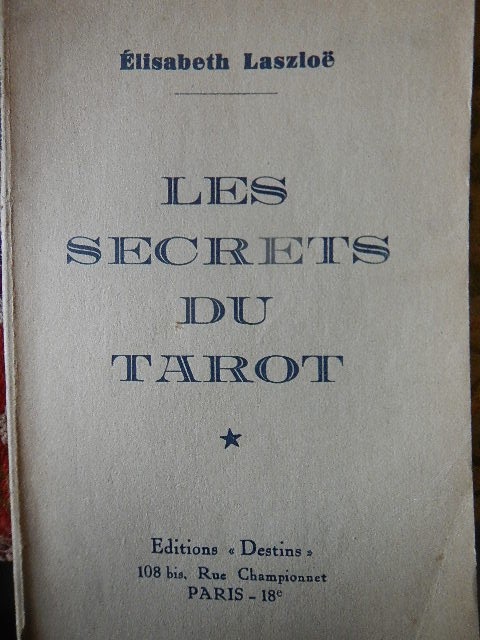 Élisabeth Laszloë
LES
SECRETS
DU
TAROT
Editions « Destins »
108 bis, Rue Championnet
PARIS - 18e